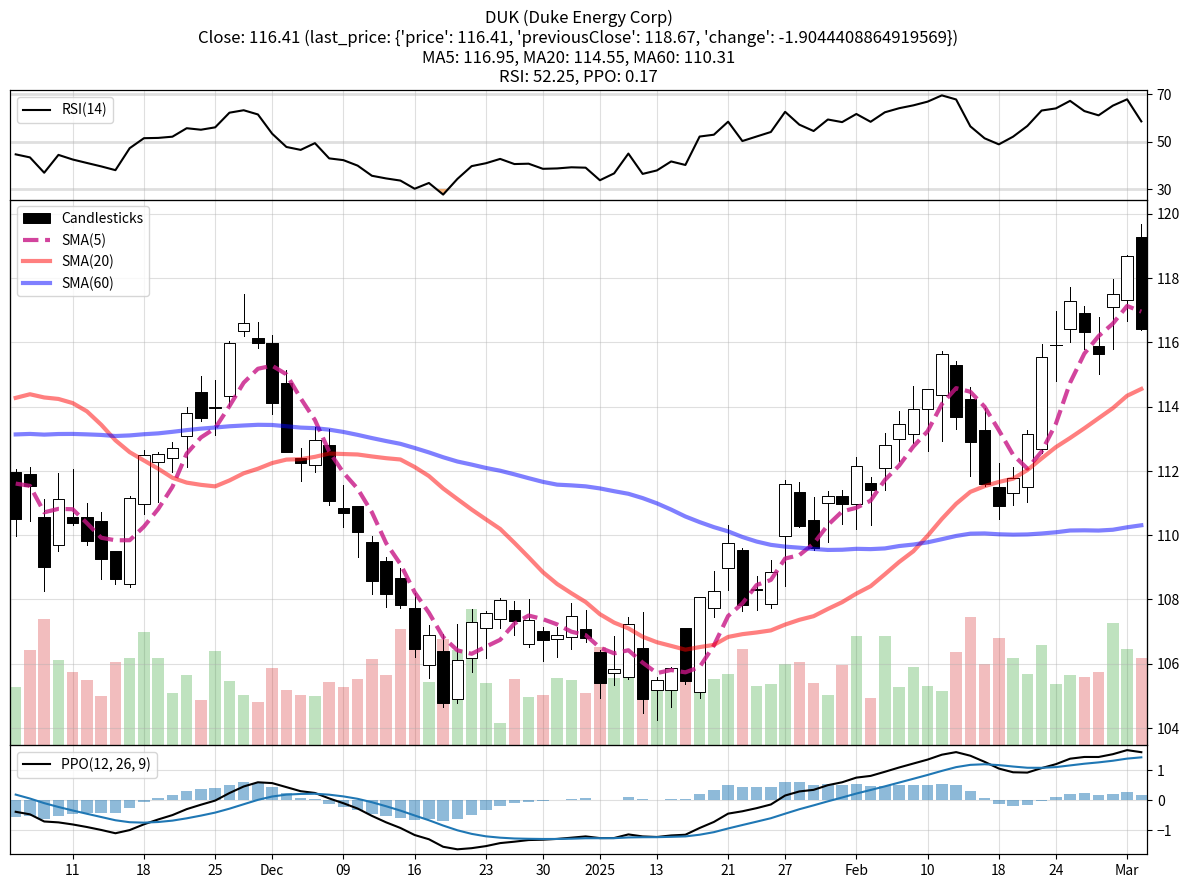 DUK (Duke Energy Corp)
Close: 116.41 (last_price: {'price': 116.41, 'previousClose': 118.67, 'change': -1.9044408864919569})
MA5: 116.95, MA20: 114.55, MA60: 110.31
RSI: 52.25, PPO: 0.17
RSI(14)
70
50
30
Candlesticks
SMA(5)
SMA(20)
SMA(60)
120
118
116
114
112
110
108
106
104
PPO(12, 26, 9)
1
0
−1
11 18 25 Dec 09 16 23 30 2025 13 21 27 Feb 10 18 24 Mar